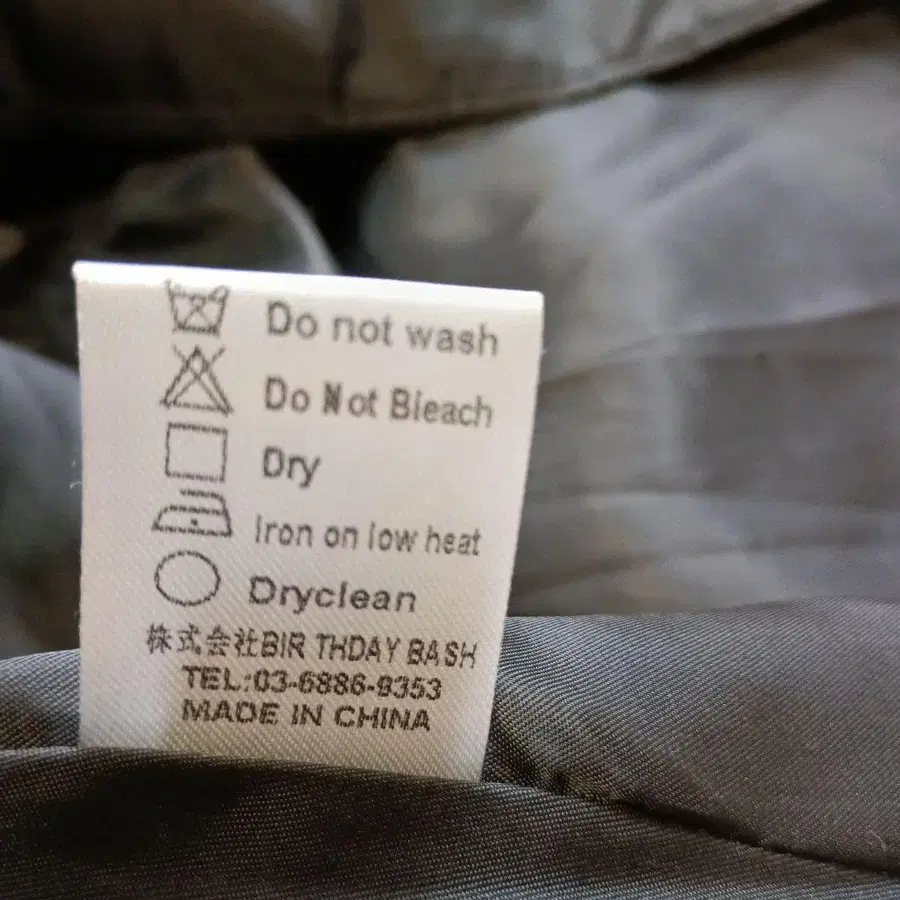 Do not wash
Do Not Bleach
Dry
Iron on low heat
Dryclean
株式会社BIR THDAY BASH
TEL:03-6886-9353
MADE IN CHINA